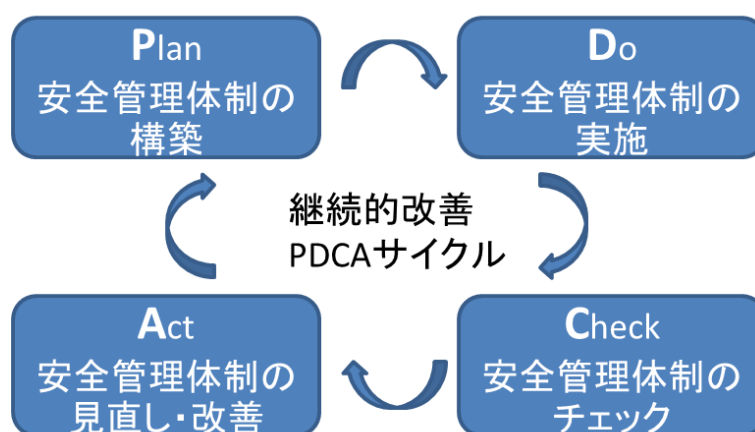 Plan
安全管理体制の
構築
Do
安全管理体制の
実施
継続的改善
PDCAサイクル
Act
安全管理体制の
見直し・改善
Check
安全管理体制の
チェック